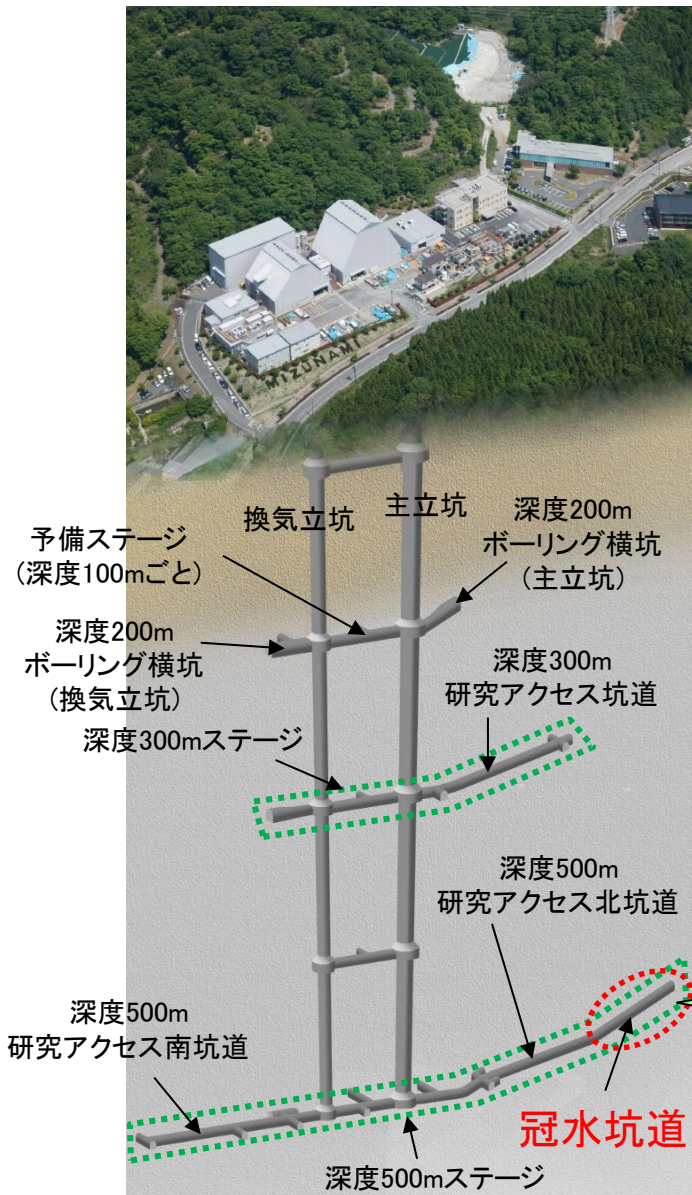 MIZUNAMI
換気立坑
主立坑
深度200m
ボーリング横坑
(主立坑)
予備ステージ
(深度100mごと)
深度200m
ボーリング横坑
(換気立坑)
深度300m
研究アクセス坑道
深度300mステージ
深度500m
研究アクセス北坑道
深度500m
研究アクセス南坑道
冠水坑道
深度500mステージ